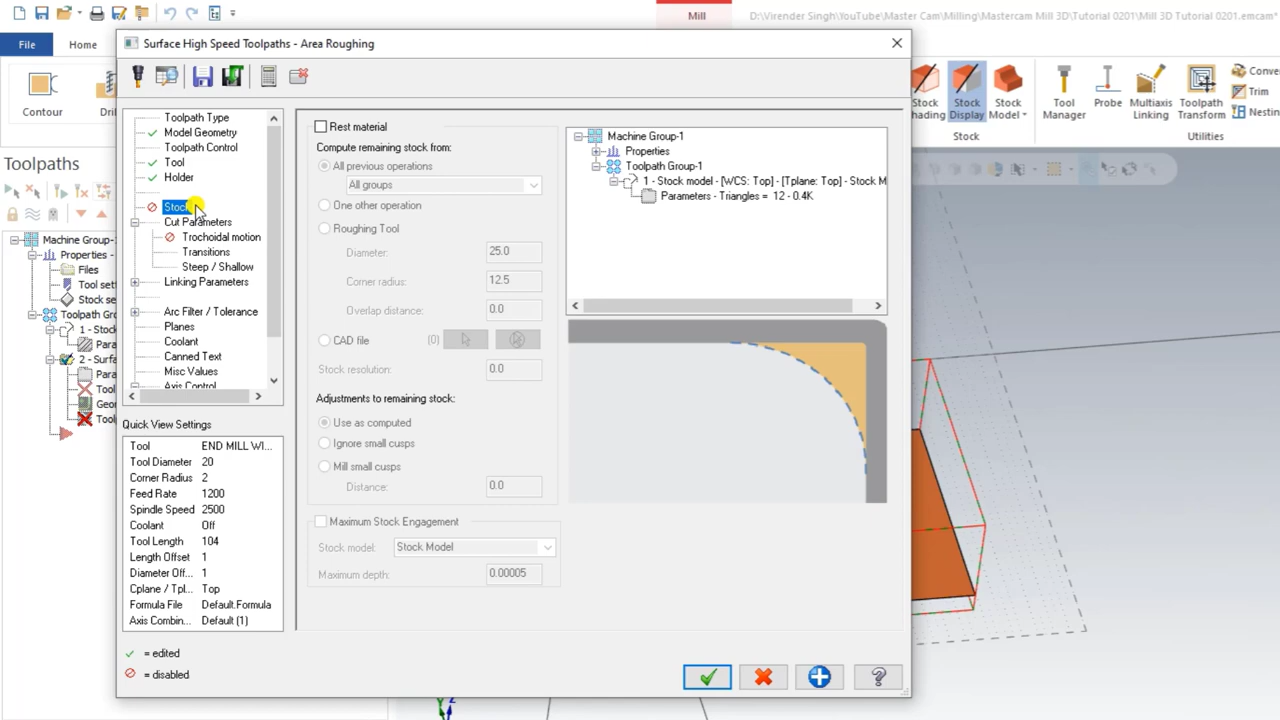 Mill
D:\Virender Singh\YouTube\Master Cam\Milling\Mastercam Mill 3D\Tutorial 0201\Mill 3D Tutorial 0201.emcam*
File
Home
Contour
Stock
Display
Stock
Model
Tool
Manager
Probe
Multiaxis
Linking
Toolpath
Transform
Trim
Stock
Utilities
Toolpaths
Machine Group-
Properties -
Files
Tool set
Stock se
Toolpath Gro
1 - Stock
2 - Surfa
Surface High Speed Toolpaths - Area Roughing
Toolpath Type
Model Geometry
Toolpath Control
Tool
Holder
Stock
Cut Parameters
Trochoidal motion
Transitions
Steep / Shallow
Linking Parameters
Arc Filter / Tolerance
Planes
Coolant
Canned Text
Misc Values
Axis Control
Quick View Settings
Tool END MILL WI...
Tool Diameter 20
Corner Radius 2
Feed Rate 1200
Spindle Speed 2500
Coolant Off
Tool Length 104
Length Offset 1
Diameter Off... 1
Cplane / Tpl... Top
Formula File Default.Formula
Axis Combin... Default (1)
= edited
= disabled
Rest material
Compute remaining stock from:
All previous operations
All groups
One other operation
Roughing Tool
Diameter: 25.0
Corner radius: 12.5
Overlap distance: 0.0
CAD file (0)
Stock resolution: 0.0
Adjustments to remaining stock:
Use as computed
Ignore small cusps
Mill small cusps
Distance: 0.0
Maximum Stock Engagement
Stock model: Stock Model
Maximum depth: 0.00005
Machine Group-1
Properties
Toolpath Group-1
1 - Stock model - [WCS: Top] - [Tplane: Top] - Stock M
Parameters - Triangles = 12 - 0.4K